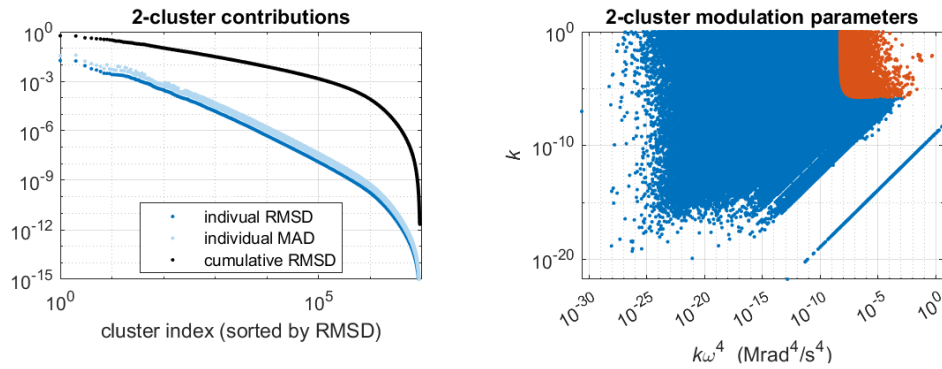 2-cluster contributions
10^0
10^-3
10^-6
10^-9
10^-12
10^-15
indivual RMSD
individual MAD
cumulative RMSD
10^0
10^5
cluster index (sorted by RMSD)
2-cluster modulation parameters
10^0
10^-10
10^-20
k
10^-30
10^-25
10^-20
10^-15
10^-10
10^-5
10^0
kω^4 (Mrad^4/s^4)